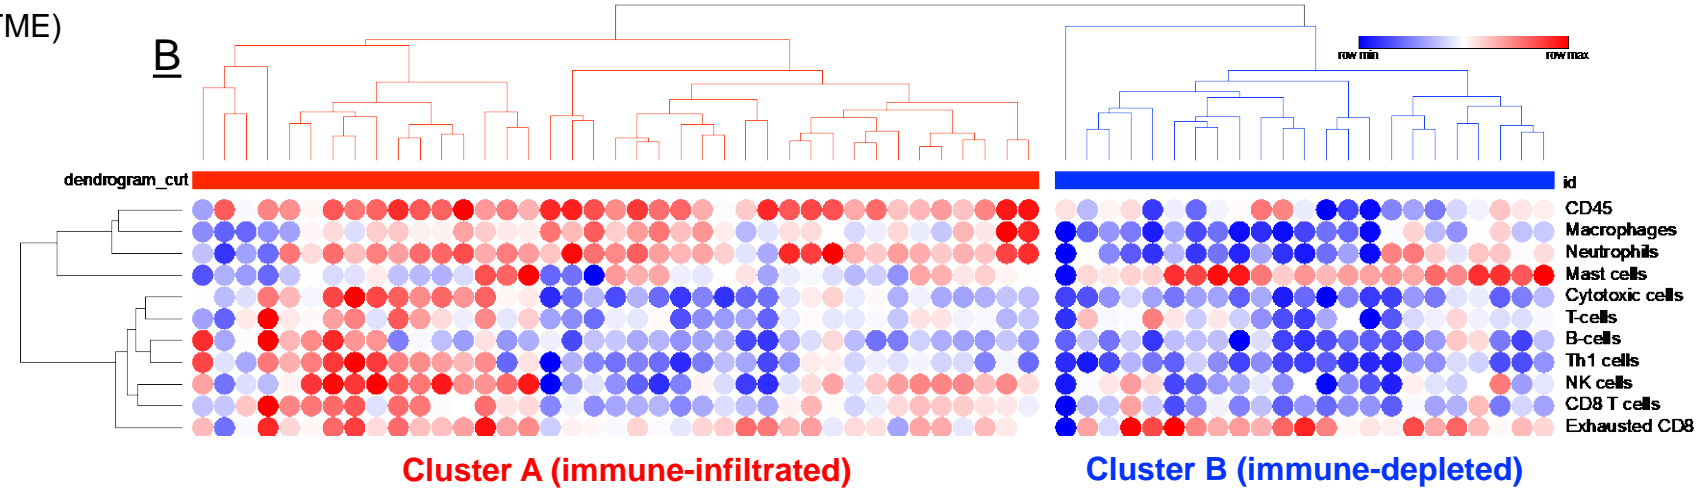 TME)
B
row min row max
dendrogram_cut id
CD45
Macrophages
Neutrophils
Mast cells
Cytotoxic cells
T-cells
B-cells
Th1 cells
NK cells
CD8 T cells
Exhausted CD8
Cluster A (immune-infiltrated) Cluster B (immune-depleted)